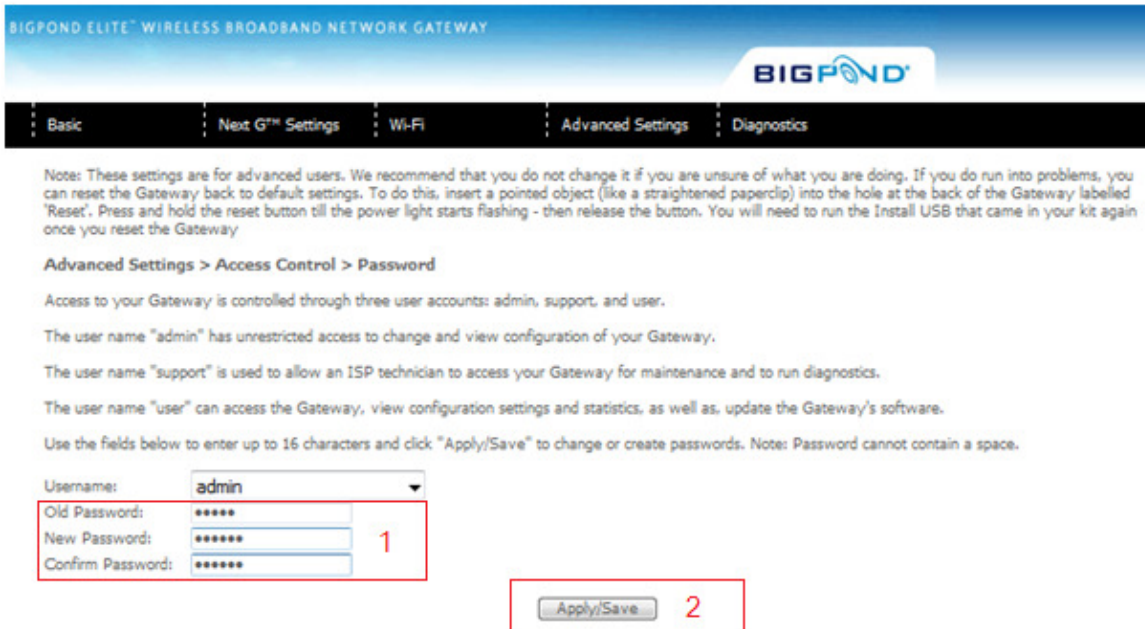 BIGPOND ELITE™ WIRELESS BROADBAND NETWORK GATEWAY
BIGPOND®
Basic
Next G™ Settings
Wi-Fi
Advanced Settings
Diagnostics
Note: These settings are for advanced users. We recommend that you do not change it if you are unsure of what you are doing. If you do run into problems, you
can reset the Gateway back to default settings. To do this, insert a pointed object (like a straightened paperclip) into the hole at the back of the Gateway labelled
'Reset'. Press and hold the reset button till the power light starts flashing - then release the button. You will need to run the Install USB that came in your kit again
once you reset the Gateway
Advanced Settings > Access Control > Password
Access to your Gateway is controlled through three user accounts: admin, support, and user.
The user name "admin" has unrestricted access to change and view configuration of your Gateway.
The user name "support" is used to allow an ISP technician to access your Gateway for maintenance and to run diagnostics.
The user name "user" can access the Gateway, view configuration settings and statistics, as well as, update the Gateway's software.
Use the fields below to enter up to 16 characters and click "Apply/Save" to change or create passwords. Note: Password cannot contain a space.
Username: admin
Old Password: •••••
New Password: ••••••
Confirm Password: ••••••
1
Apply/Save 2